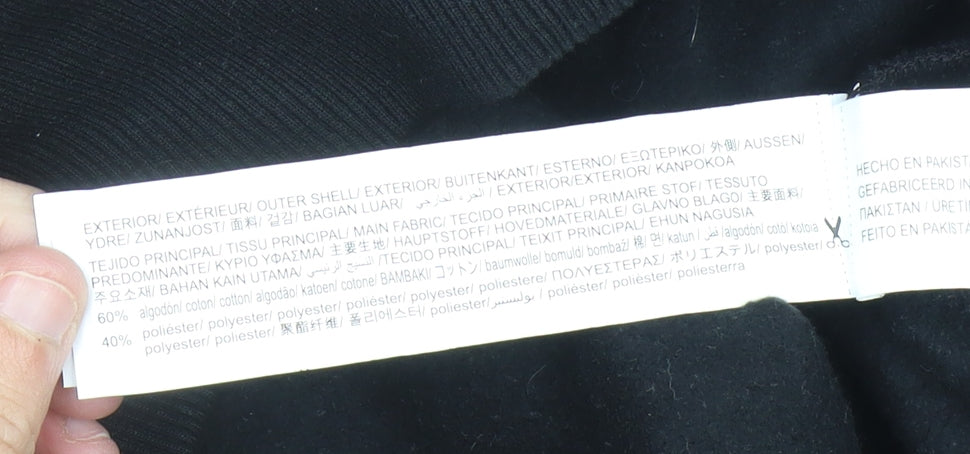 EXTERIOR/ EXTÉRIEUR/ OUTER SHELL/ EXTERIOR/ BUITENKANT/ ESTERNO/ ΕΞΩΤΕΡΙΚΟ/ 外側/ AUSSEN/
YDRE/ ZUNANJOST/ 面料/ 겉감/ BAGIAN LUAR/ الجزء الخارجي / EXTERIOR/EXTERIOR/ KANPOKOA
TEJIDO PRINCIPAL/ TISSU PRINCIPAL/ MAIN FABRIC/ TECIDO PRINCIPAL/ PRIMAIRE STOF/ TESSUTO
PREDOMINANTE/ ΚΥΡΙΟ ΥΦΑΣΜΑ/ 主要生地/ HAUPTSTOFF/ HOVEDMATERIALE/ GLAVNO BLAGO/ 主要面料/
주요소재/ BAHAN KAIN UTAMA/ النسيج الرئيسي /TECIDO PRINCIPAL/ TEIXIT PRINCIPAL/ EHUN NAGUSIA
60% algodón/ coton/ cotton/ algodão/ katoen/ cotone/ ΒΑΜΒΑΚΙ/ コットン/ baumwolle/ bomuld/ bombaž/ 棉/ 면/ katun / قطن /algodón/ cotó/ kotoa
40% poliéster/ polyester/ polyester/ poliéster/ polyester/ poliestere/ ΠΟΛΥΕΣΤΕΡΑΣ/ ポリエステル/ polyester/
polyester/ poliester/ 聚酯纤维/ 폴리에스터/ poliester/بوليستير / poliéster/ poliéster/ poliesterra
HECHO EN PAKIST
GEFABRICEERD IN
ΠΑΚΙΣΤΑΝ / URETI
FEITO EN PAKISTA